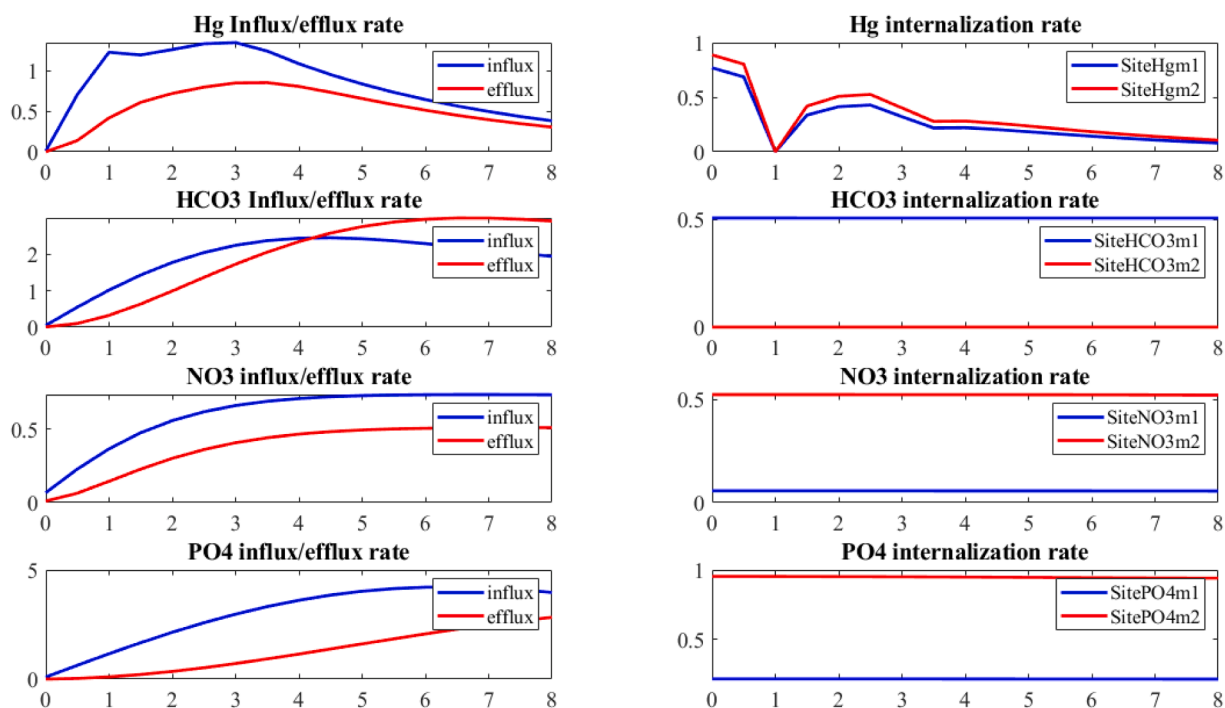 Hg Influx/efflux rate
1
0.5
0
influx
efflux
0 1 2 3 4 5 6 7 8
Hg internalization rate
1
0.5
0
SiteHgm1
SiteHgm2
0 1 2 3 4 5 6 7 8
HCO3 Influx/efflux rate
2
1
0
influx
efflux
0 1 2 3 4 5 6 7 8
HCO3 internalization rate
0.5
0
SiteHCO3m1
SiteHCO3m2
0 1 2 3 4 5 6 7 8
NO3 influx/efflux rate
0.5
0
influx
efflux
0 1 2 3 4 5 6 7 8
NO3 internalization rate
0.5
0
SiteNO3m1
SiteNO3m2
0 1 2 3 4 5 6 7 8
PO4 influx/efflux rate
5
0
influx
efflux
0 1 2 3 4 5 6 7 8
PO4 internalization rate
1
0.5
SitePO4m1
SitePO4m2
0 1 2 3 4 5 6 7 8